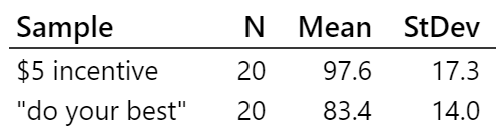 Sample N Mean StDev
$5 incentive 20 97.6 17.3
"do your best" 20 83.4 14.0